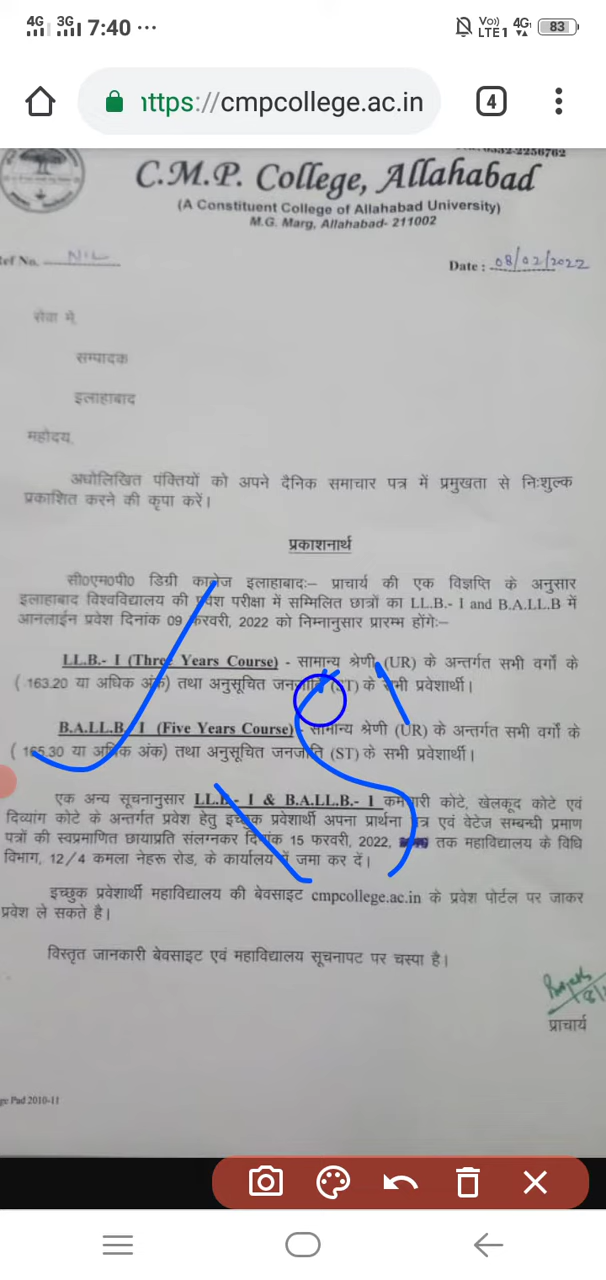 4G 3G 7:40 ...
Vo)) LTE1 4G 83
https://cmpcollege.ac.in 4
C.M.P. College, Allahabad
(A Constituent College of Allahabad University)
M.G. Marg, Allahabad- 211002
Ref No. NIL
Date : 08/02/2022
सेवा में,
सम्पादक
इलाहाबाद
महोदय,
अधोलिखित पंक्तियों को अपने दैनिक समाचार पत्र में प्रमुखता से निःशुल्क
प्रकाशित करने की कृपा करें।
प्रकाशनार्थ
सी०एम०पी० डिग्री कालेज इलाहाबादः– प्राचार्य की एक विज्ञप्ति के अनुसार
इलाहाबाद विश्वविद्यालय की प्रवेश परीक्षा में सम्मिलित छात्रों का LL.B.- I and B.A.LL.B में
आनलाईन प्रवेश दिनांक 09 फरवरी, 2022 को निम्नानुसार प्रारम्भ होंगेः–
LL.B.- I (Three Years Course) - सामान्य श्रेणी (UR) के अन्तर्गत सभी वर्गों के
( 163.20 या अधिक अंक) तथा अनुसूचित जनजाति (ST) के सभी प्रवेशार्थी।
B.A.LL.B. I (Five Years Course) - सामान्य श्रेणी (UR) के अन्तर्गत सभी वर्गों के
( 165.30 या अधिक अंक) तथा अनुसूचित जनजाति (ST) के सभी प्रवेशार्थी।
एक अन्य सूचनानुसार LL.B.- I & B.A.LL.B.- I कर्मचारी कोटे, खेलकूद कोटे एवं
दिव्यांग कोटे के अन्तर्गत प्रवेश हेतु इच्छुक प्रवेशार्थी अपना प्रार्थना पत्र एवं वेटेज सम्बन्धी प्रमाण
पत्रों की स्वप्रमाणित छायाप्रति संलग्नकर दिनांक 15 फरवरी, 2022, तक महाविद्यालय के विधि
विभाग, 12/4 कमला नेहरू रोड, के कार्यालय में जमा कर दें।
इच्छुक प्रवेशार्थी महाविद्यालय की बेवसाइट cmpcollege.ac.in के प्रवेश पोर्टल पर जाकर
प्रवेश ले सकते है।
विस्तृत जानकारी बेवसाइट एवं महाविद्यालय सूचनापट पर चस्पा है।
प्राचार्य
Pad 2010-11